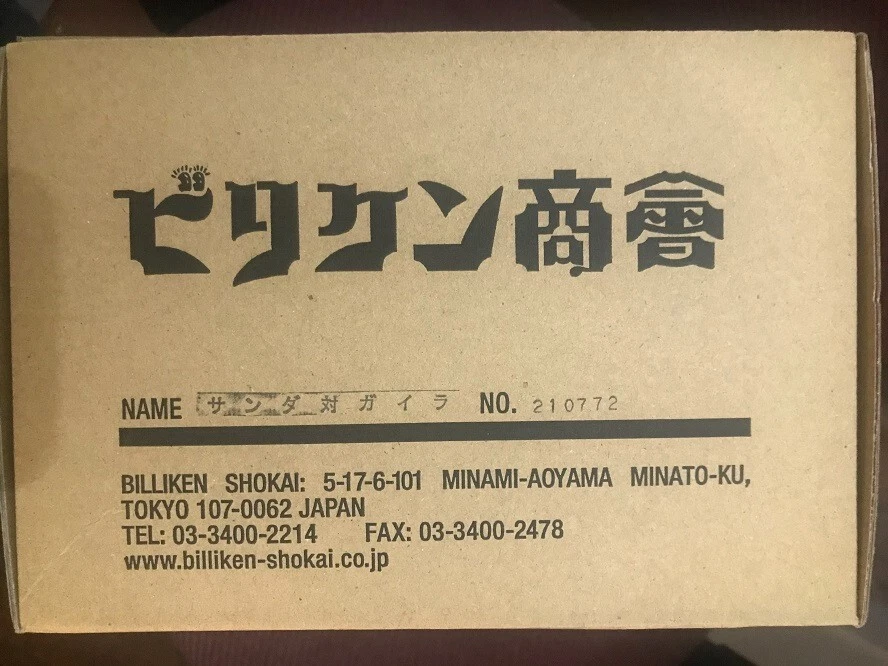 ビリケン商會
NAME サンダ対ガイラ NO. 210772
BILLIKEN SHOKAI: 5-17-6-101 MINAMI-AOYAMA MINATO-KU,
TOKYO 107-0062 JAPAN
TEL: 03-3400-2214 FAX: 03-3400-2478
www.billiken-shokai.co.jp